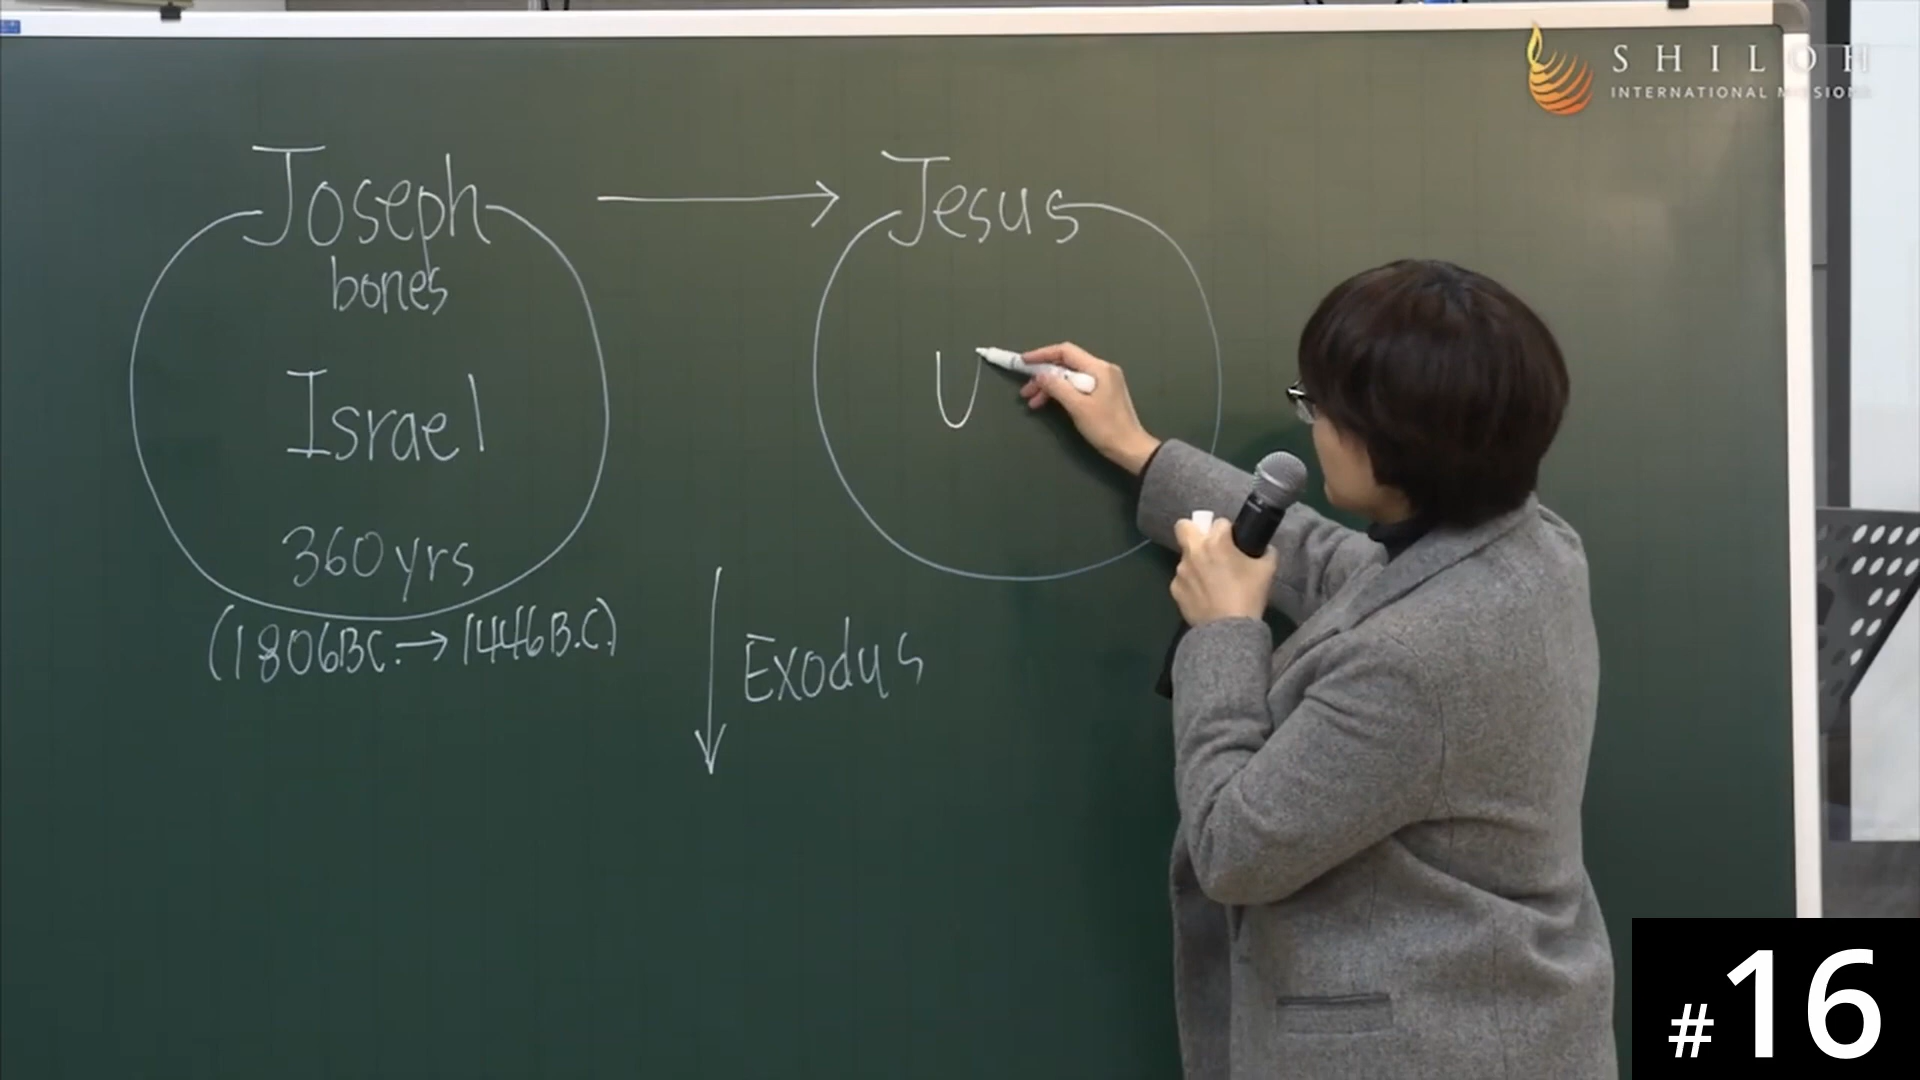 SHILOH
INTERNATIONAL MISSIONS
Joseph → Jesus
bones
Israel
U
360yrs
(1806B.C. → 1446B.C.)
Exodus
#16